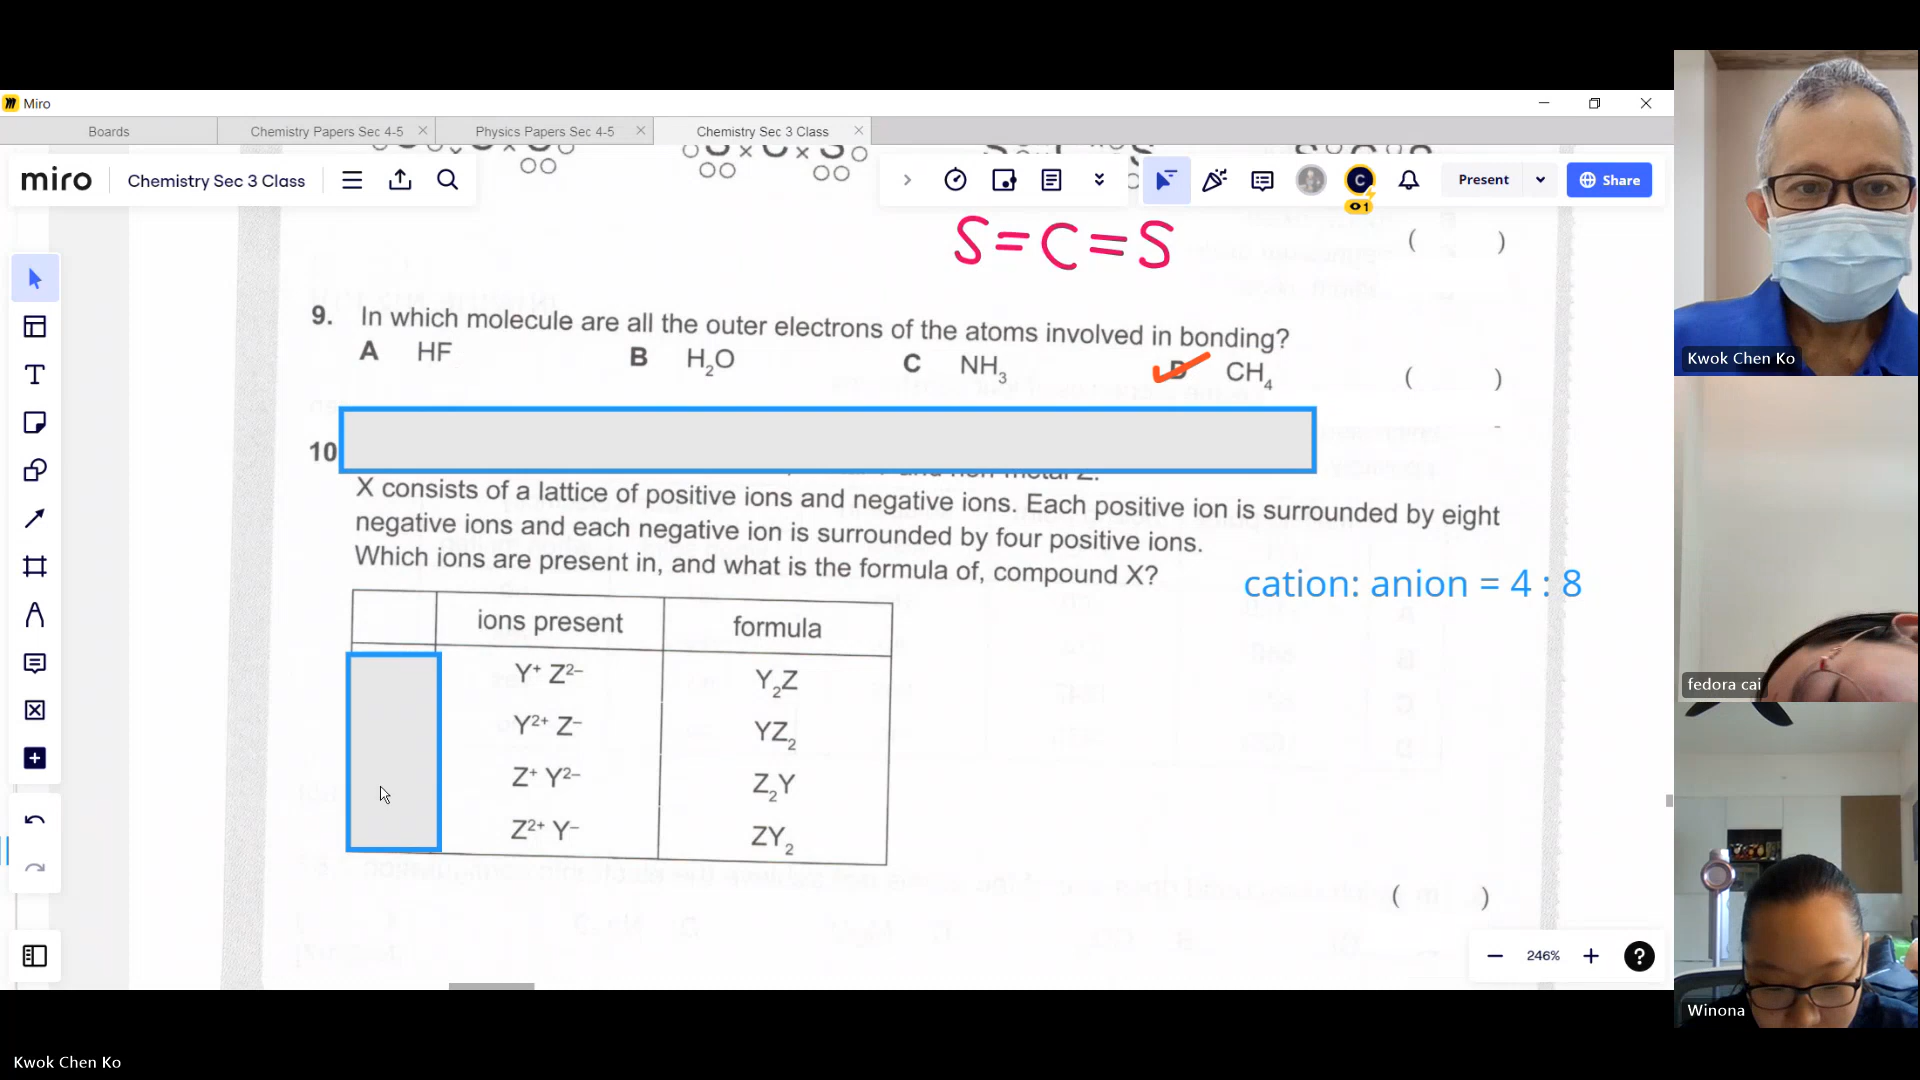 Miro
Boards
Chemistry Papers Sec 4-5
Physics Papers Sec 4-5
Chemistry Sec 3 Class
miro
Chemistry Sec 3 Class
C
1
Present
Share
S=C=S
9. In which molecule are all the outer electrons of the atoms involved in bonding?
A HF B H₂O C NH₃ D CH₄ ( )
10
and non-metal Z.
X consists of a lattice of positive ions and negative ions. Each positive ion is surrounded by eight
negative ions and each negative ion is surrounded by four positive ions.
Which ions are present in, and what is the formula of, compound X?
cation: anion = 4 : 8
ions present formula
Y⁺ Z²⁻ Y₂Z
Y²⁺ Z⁻ YZ₂
Z⁺ Y²⁻ Z₂Y
Z²⁺ Y⁻ ZY₂
( )
246%
?
Kwok Chen Ko
fedora cai
Winona
Kwok Chen Ko